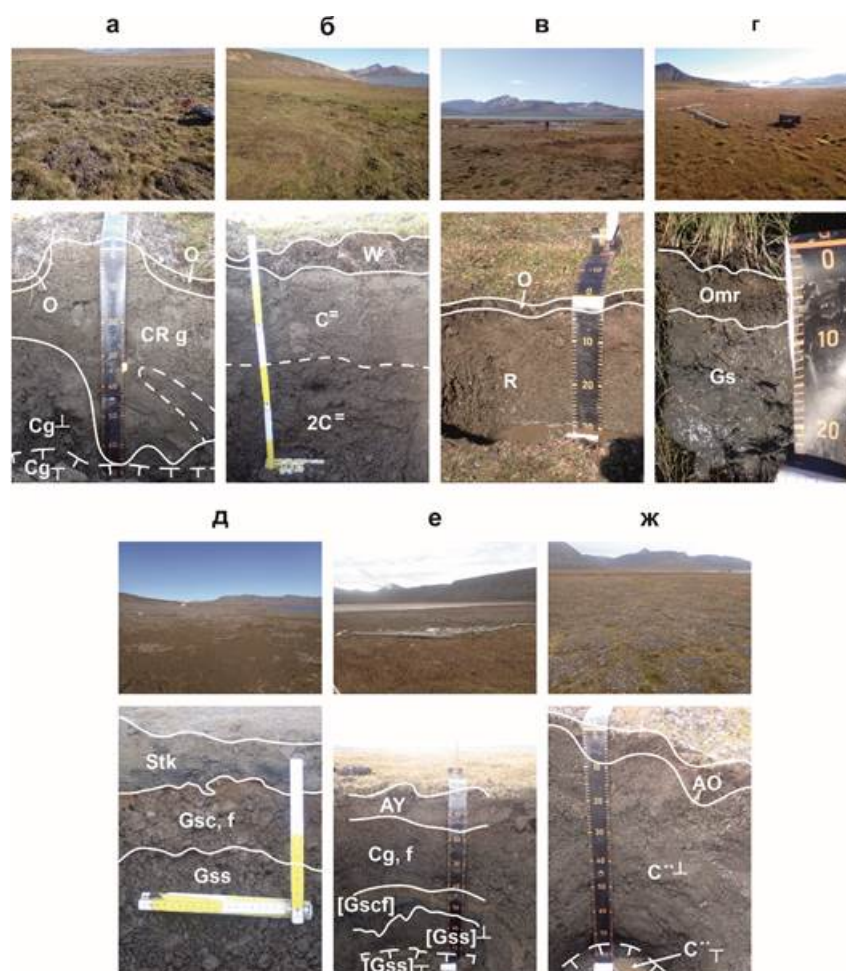 а
б
в
г
O
O
CR g
Cg⊥
Cg⊤
W
C⁼
2C⁼
O
R
10
20
Omr
Gs
0
10
20
д
е
ж
Stk
Gsc, f
Gss
AY
Cg, f
[Gscf]
[Gss]⊥
[Gss]⊤
AO
C¨⊥
C¨⊤